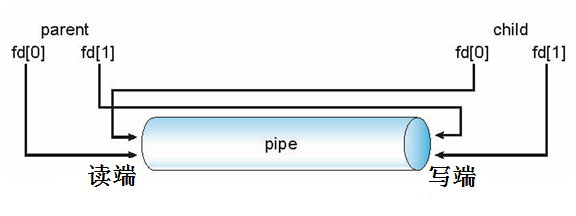 parent child
fd[0] fd[1] fd[0] fd[1]
pipe
读端 写端